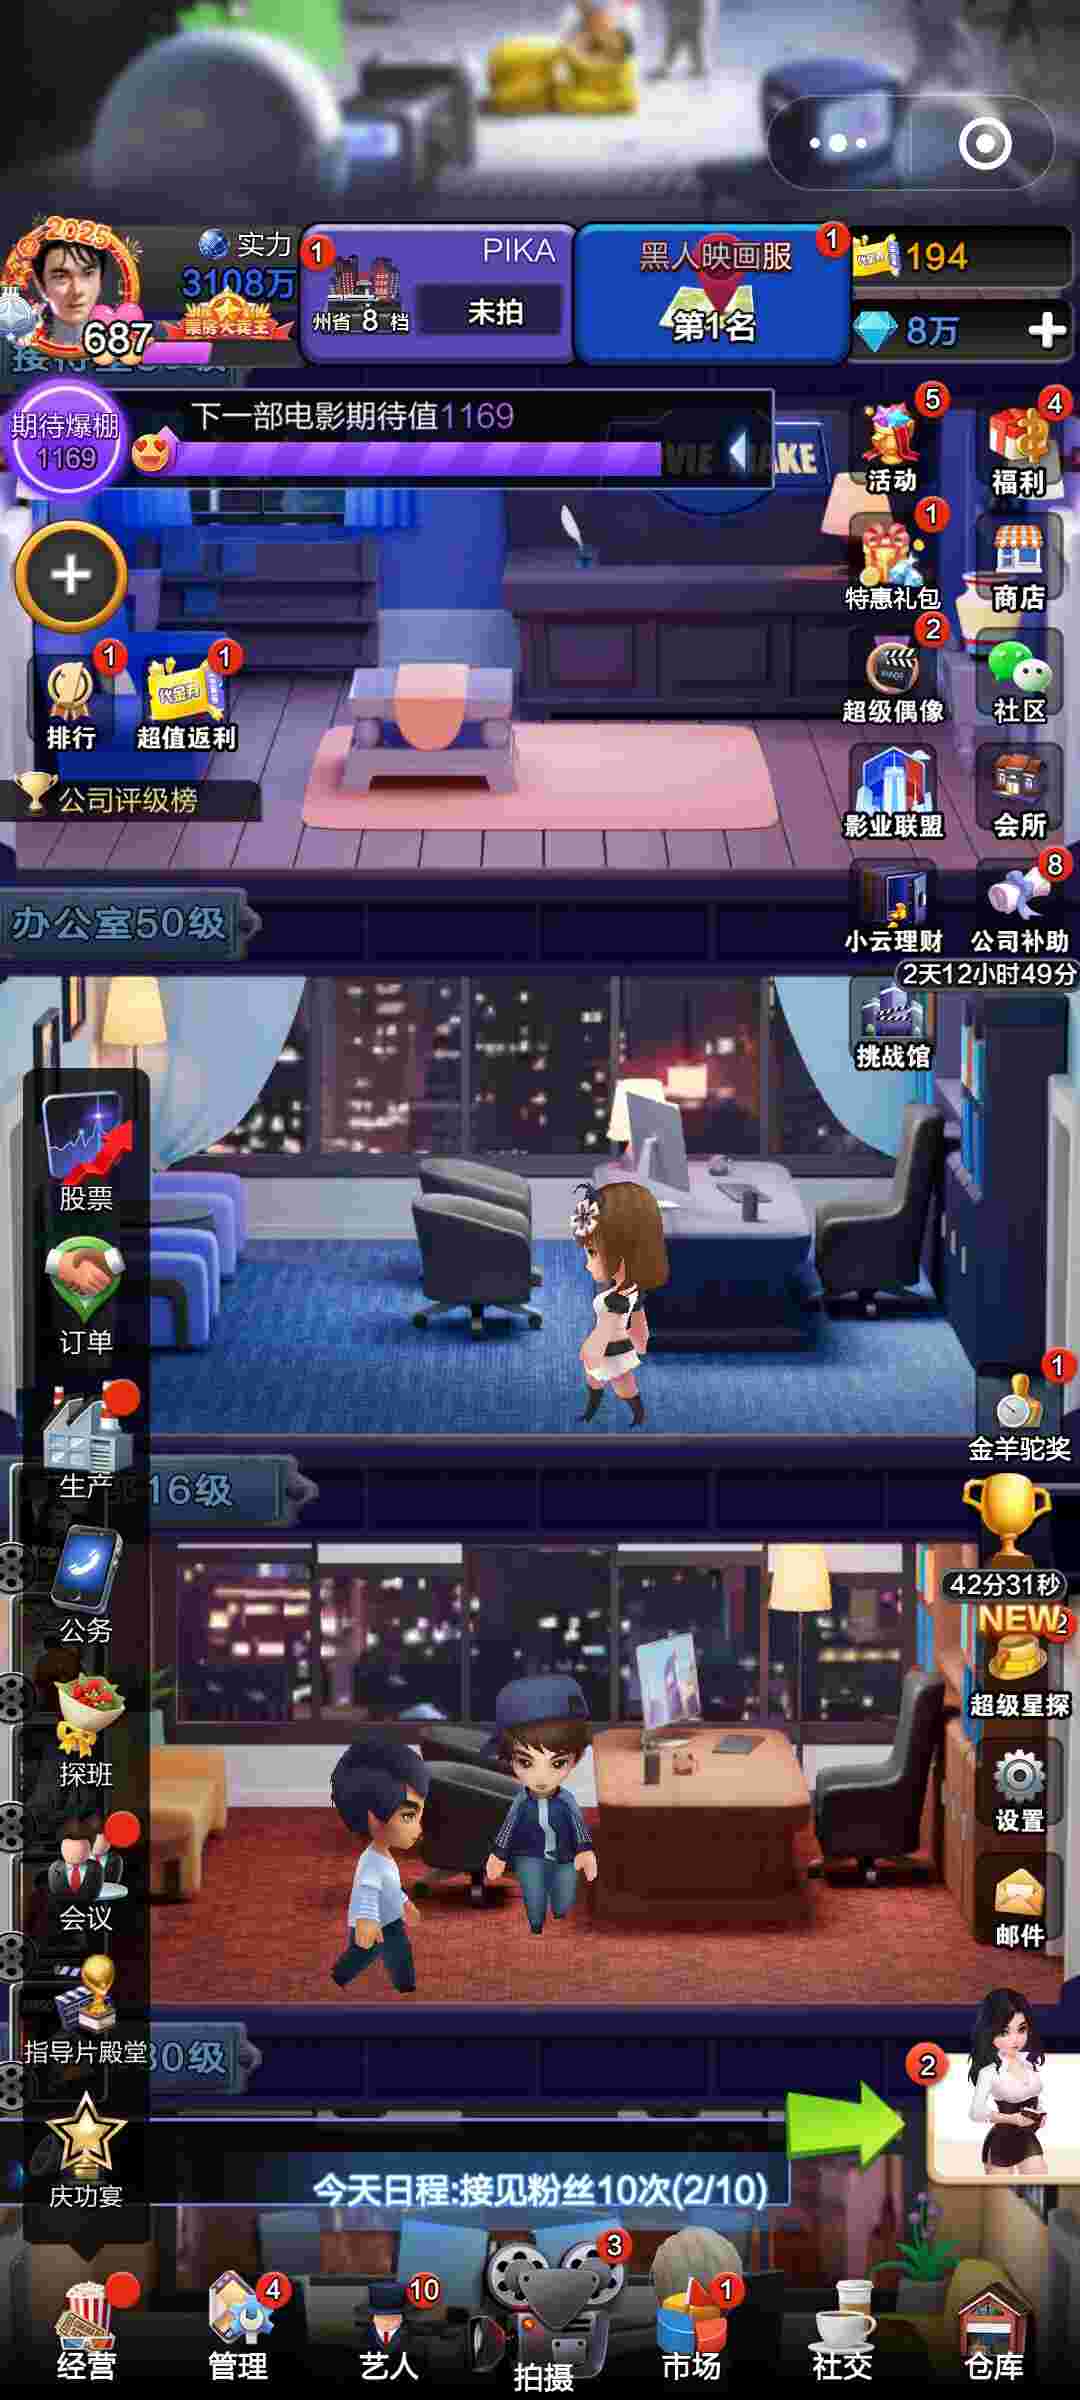 2025
实力
3108万
687
票房大卖王
1
PIKA
州省 8 档
未拍
黑人映画服
1
第1名
代金券
194
8万
期待爆棚
1169
下一部电影期待值1169
5
活动
4
福利
1
特惠礼包
商店
1
排行
代金券
1
超值返利
2
超级偶像
社区
公司评级榜
影业联盟
会所
小云理财
8
公司补助
办公室50级
2天12小时49分
挑战馆
股票
订单
生产
16级
公务
探班
会议
指导片殿堂
30级
庆功宴
1
金羊驼奖
42分31秒
NEW
2
超级星探
设置
邮件
2
今天日程:接见粉丝10次(2/10)
经营
4
管理
10
艺人
3
拍摄
1
市场
社交
仓库